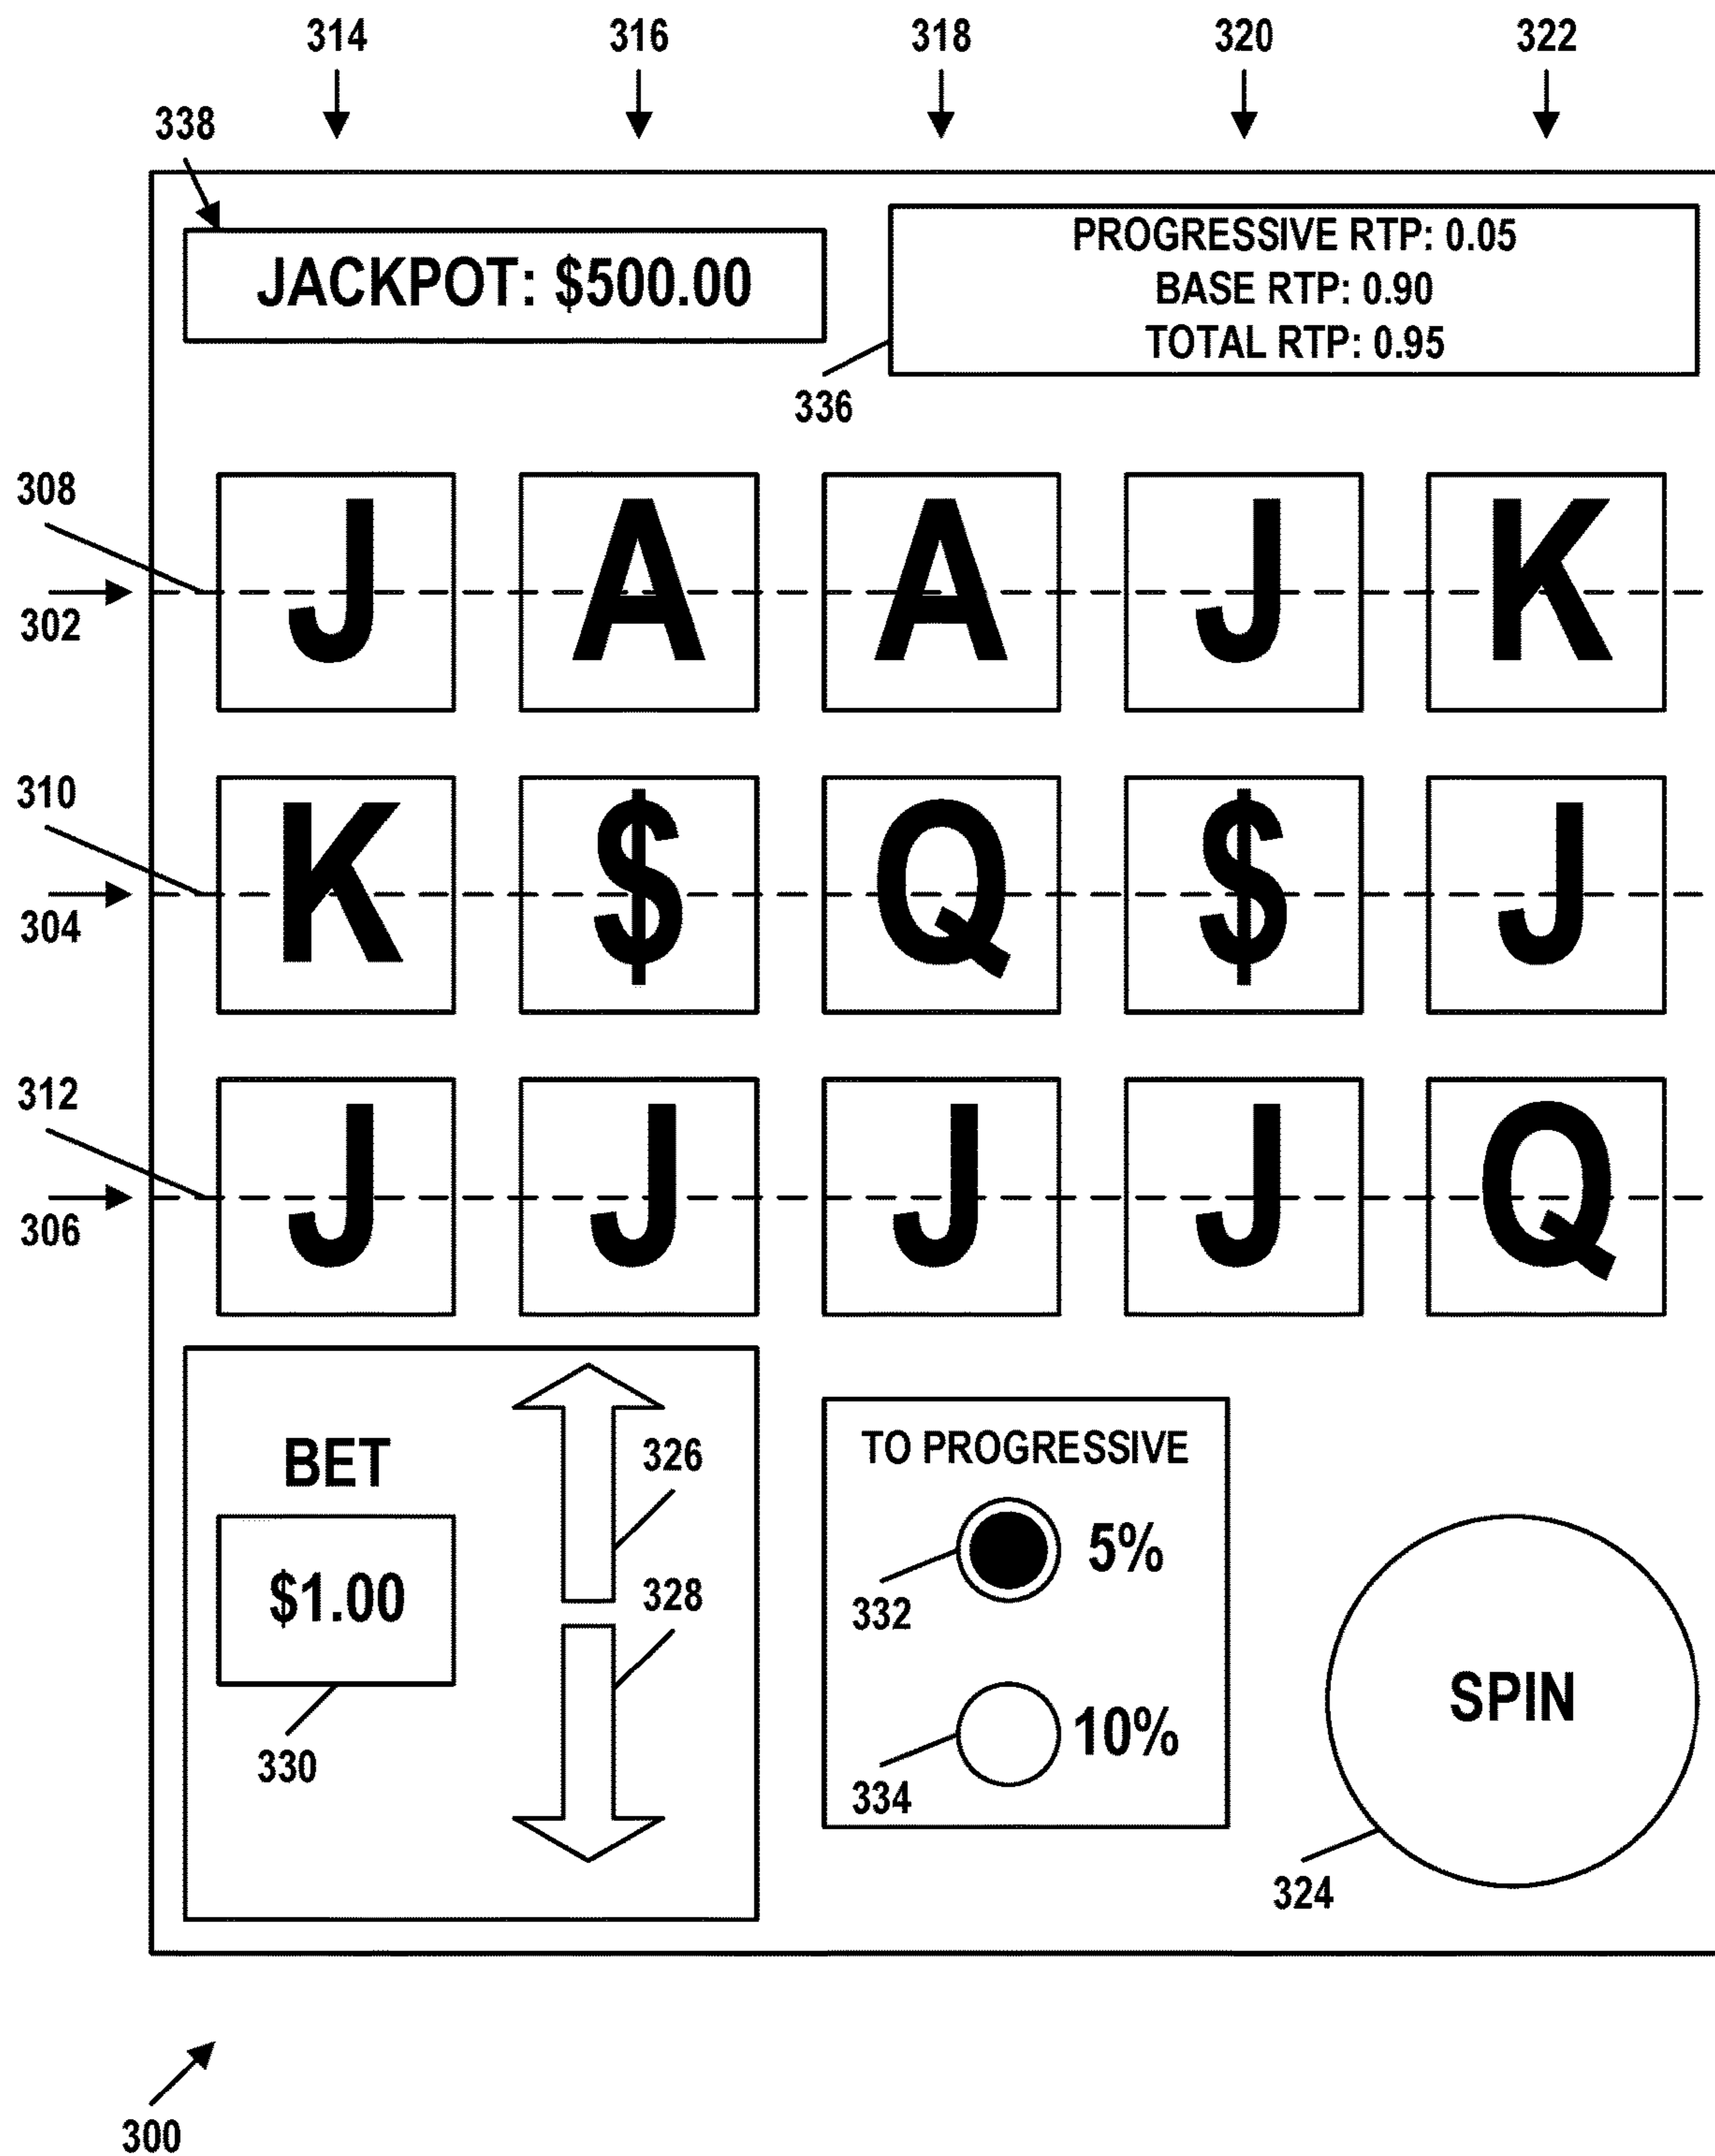 314 316 318 320 322
338
JACKPOT: $500.00
PROGRESSIVE RTP: 0.05
BASE RTP: 0.90
TOTAL RTP: 0.95
336
308
J A A J K
302
310
K $ Q $ J
304
312
J J J J Q
306
BET
$1.00
330
326
328
TO PROGRESSIVE
5%
332
10%
334
SPIN
324
300